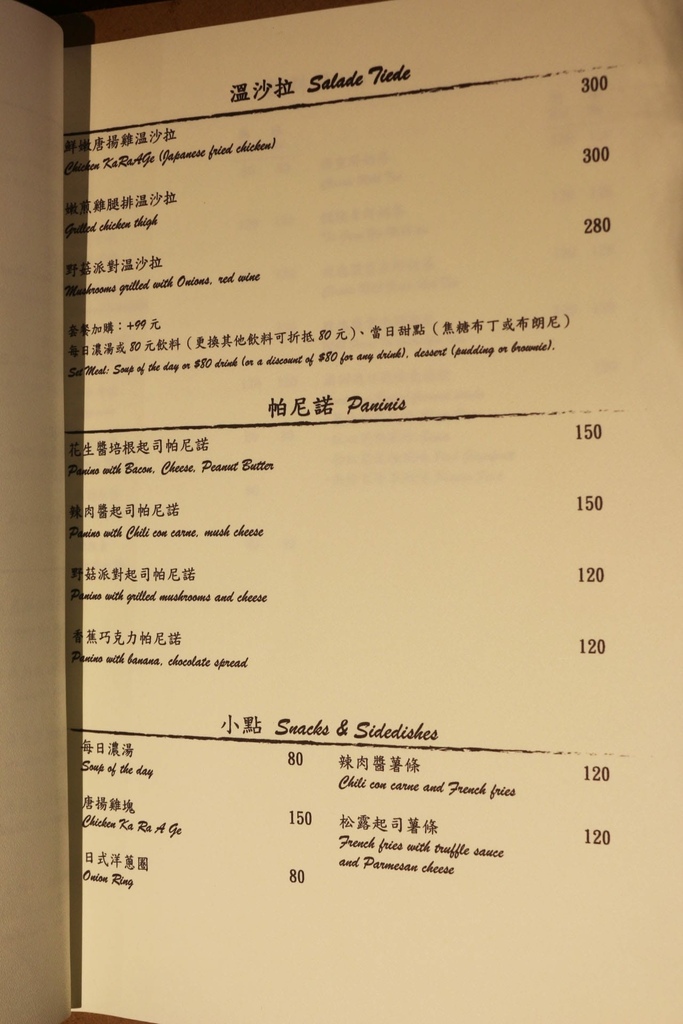 溫沙拉 Salade Tiede
鮮嫩唐揚雞溫沙拉 300
Chicken KaRaAGe (Japanese fried chicken)
嫩煎雞腿排溫沙拉 300
Grilled chicken thigh
野菇派對溫沙拉 280
Mushrooms grilled with Onions, red wine
套餐加購：+99 元
每日濃湯或 80 元飲料（更換其他飲料可折抵 80 元）、當日甜點（焦糖布丁或布朗尼）
Set Meal: Soup of the day or $80 drink (or a discount of $80 for any drink), dessert (pudding or brownie).
帕尼諾 Paninis
花生醬培根起司帕尼諾 150
Panino with Bacon, Cheese, Peanut Butter
辣肉醬起司帕尼諾 150
Panino with Chili con carne, mush cheese
野菇派對起司帕尼諾 120
Panino with grilled mushrooms and cheese
香蕉巧克力帕尼諾 120
Panino with banana, chocolate spread
小點 Snacks & Sidedishes
每日濃湯 80
Soup of the day
唐揚雞塊 150
Chicken Ka Ra A Ge
日式洋蔥圈 80
Onion Ring
辣肉醬薯條 120
Chili con carne and French fries
松露起司薯條 120
French fries with truffle sauce
and Parmesan cheese